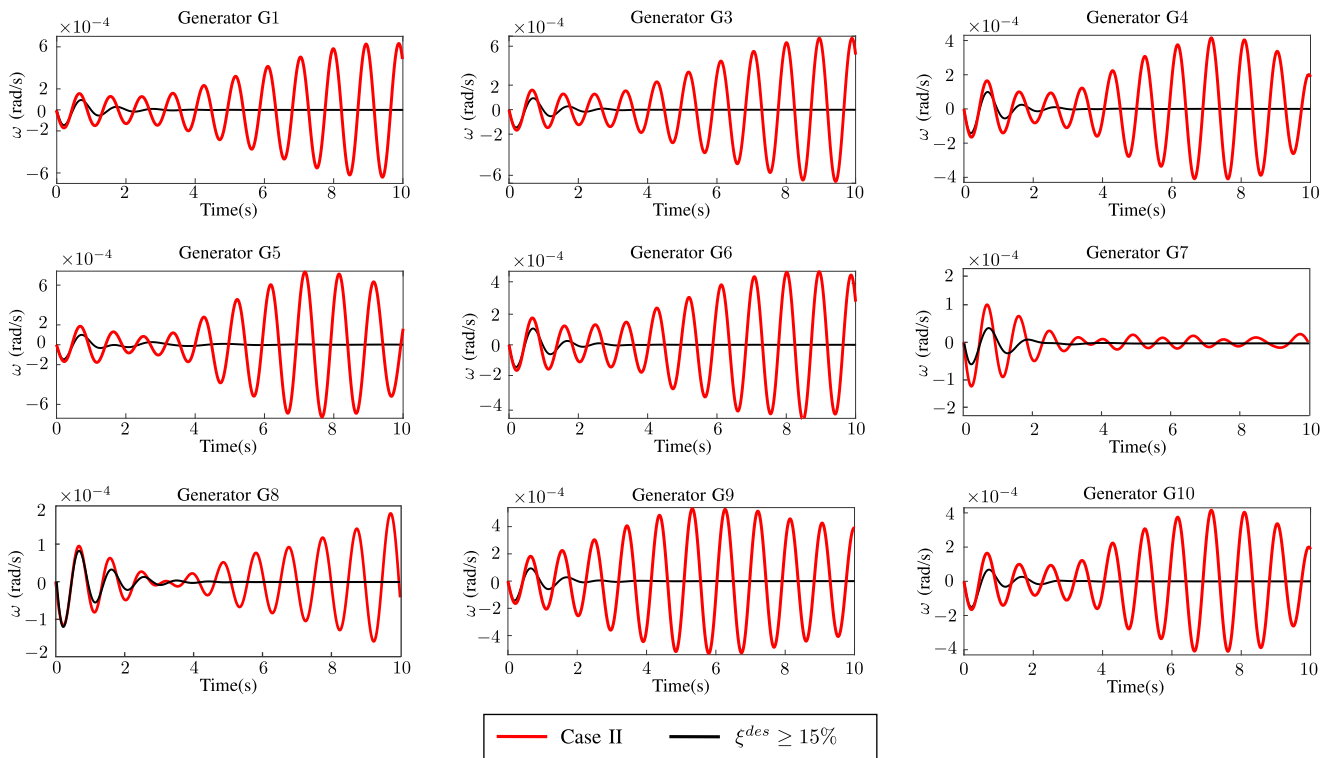 Generator G1
×10⁻⁴
6
2
0
−2
−6
ω (rad/s)
0 2 4 6 8 10
Time(s)
Generator G3
×10⁻⁴
6
2
0
−2
−6
ω (rad/s)
0 2 4 6 8 10
Time(s)
Generator G4
×10⁻⁴
4
2
0
−2
−4
ω (rad/s)
0 2 4 6 8 10
Time(s)
Generator G5
×10⁻⁴
6
2
0
−2
−6
ω (rad/s)
0 2 4 6 8 10
Time(s)
Generator G6
×10⁻⁴
4
2
0
−2
−4
ω (rad/s)
0 2 4 6 8 10
Time(s)
Generator G7
×10⁻⁴
2
1
0
−1
−2
ω (rad/s)
0 2 4 6 8 10
Time(s)
Generator G8
×10⁻⁴
2
1
0
−1
−2
ω (rad/s)
0 2 4 6 8 10
Time(s)
Generator G9
×10⁻⁴
4
2
0
−2
−4
ω (rad/s)
0 2 4 6 8 10
Time(s)
Generator G10
×10⁻⁴
4
2
0
−2
−4
ω (rad/s)
0 2 4 6 8 10
Time(s)
Case II ξ^{des} ≥ 15%